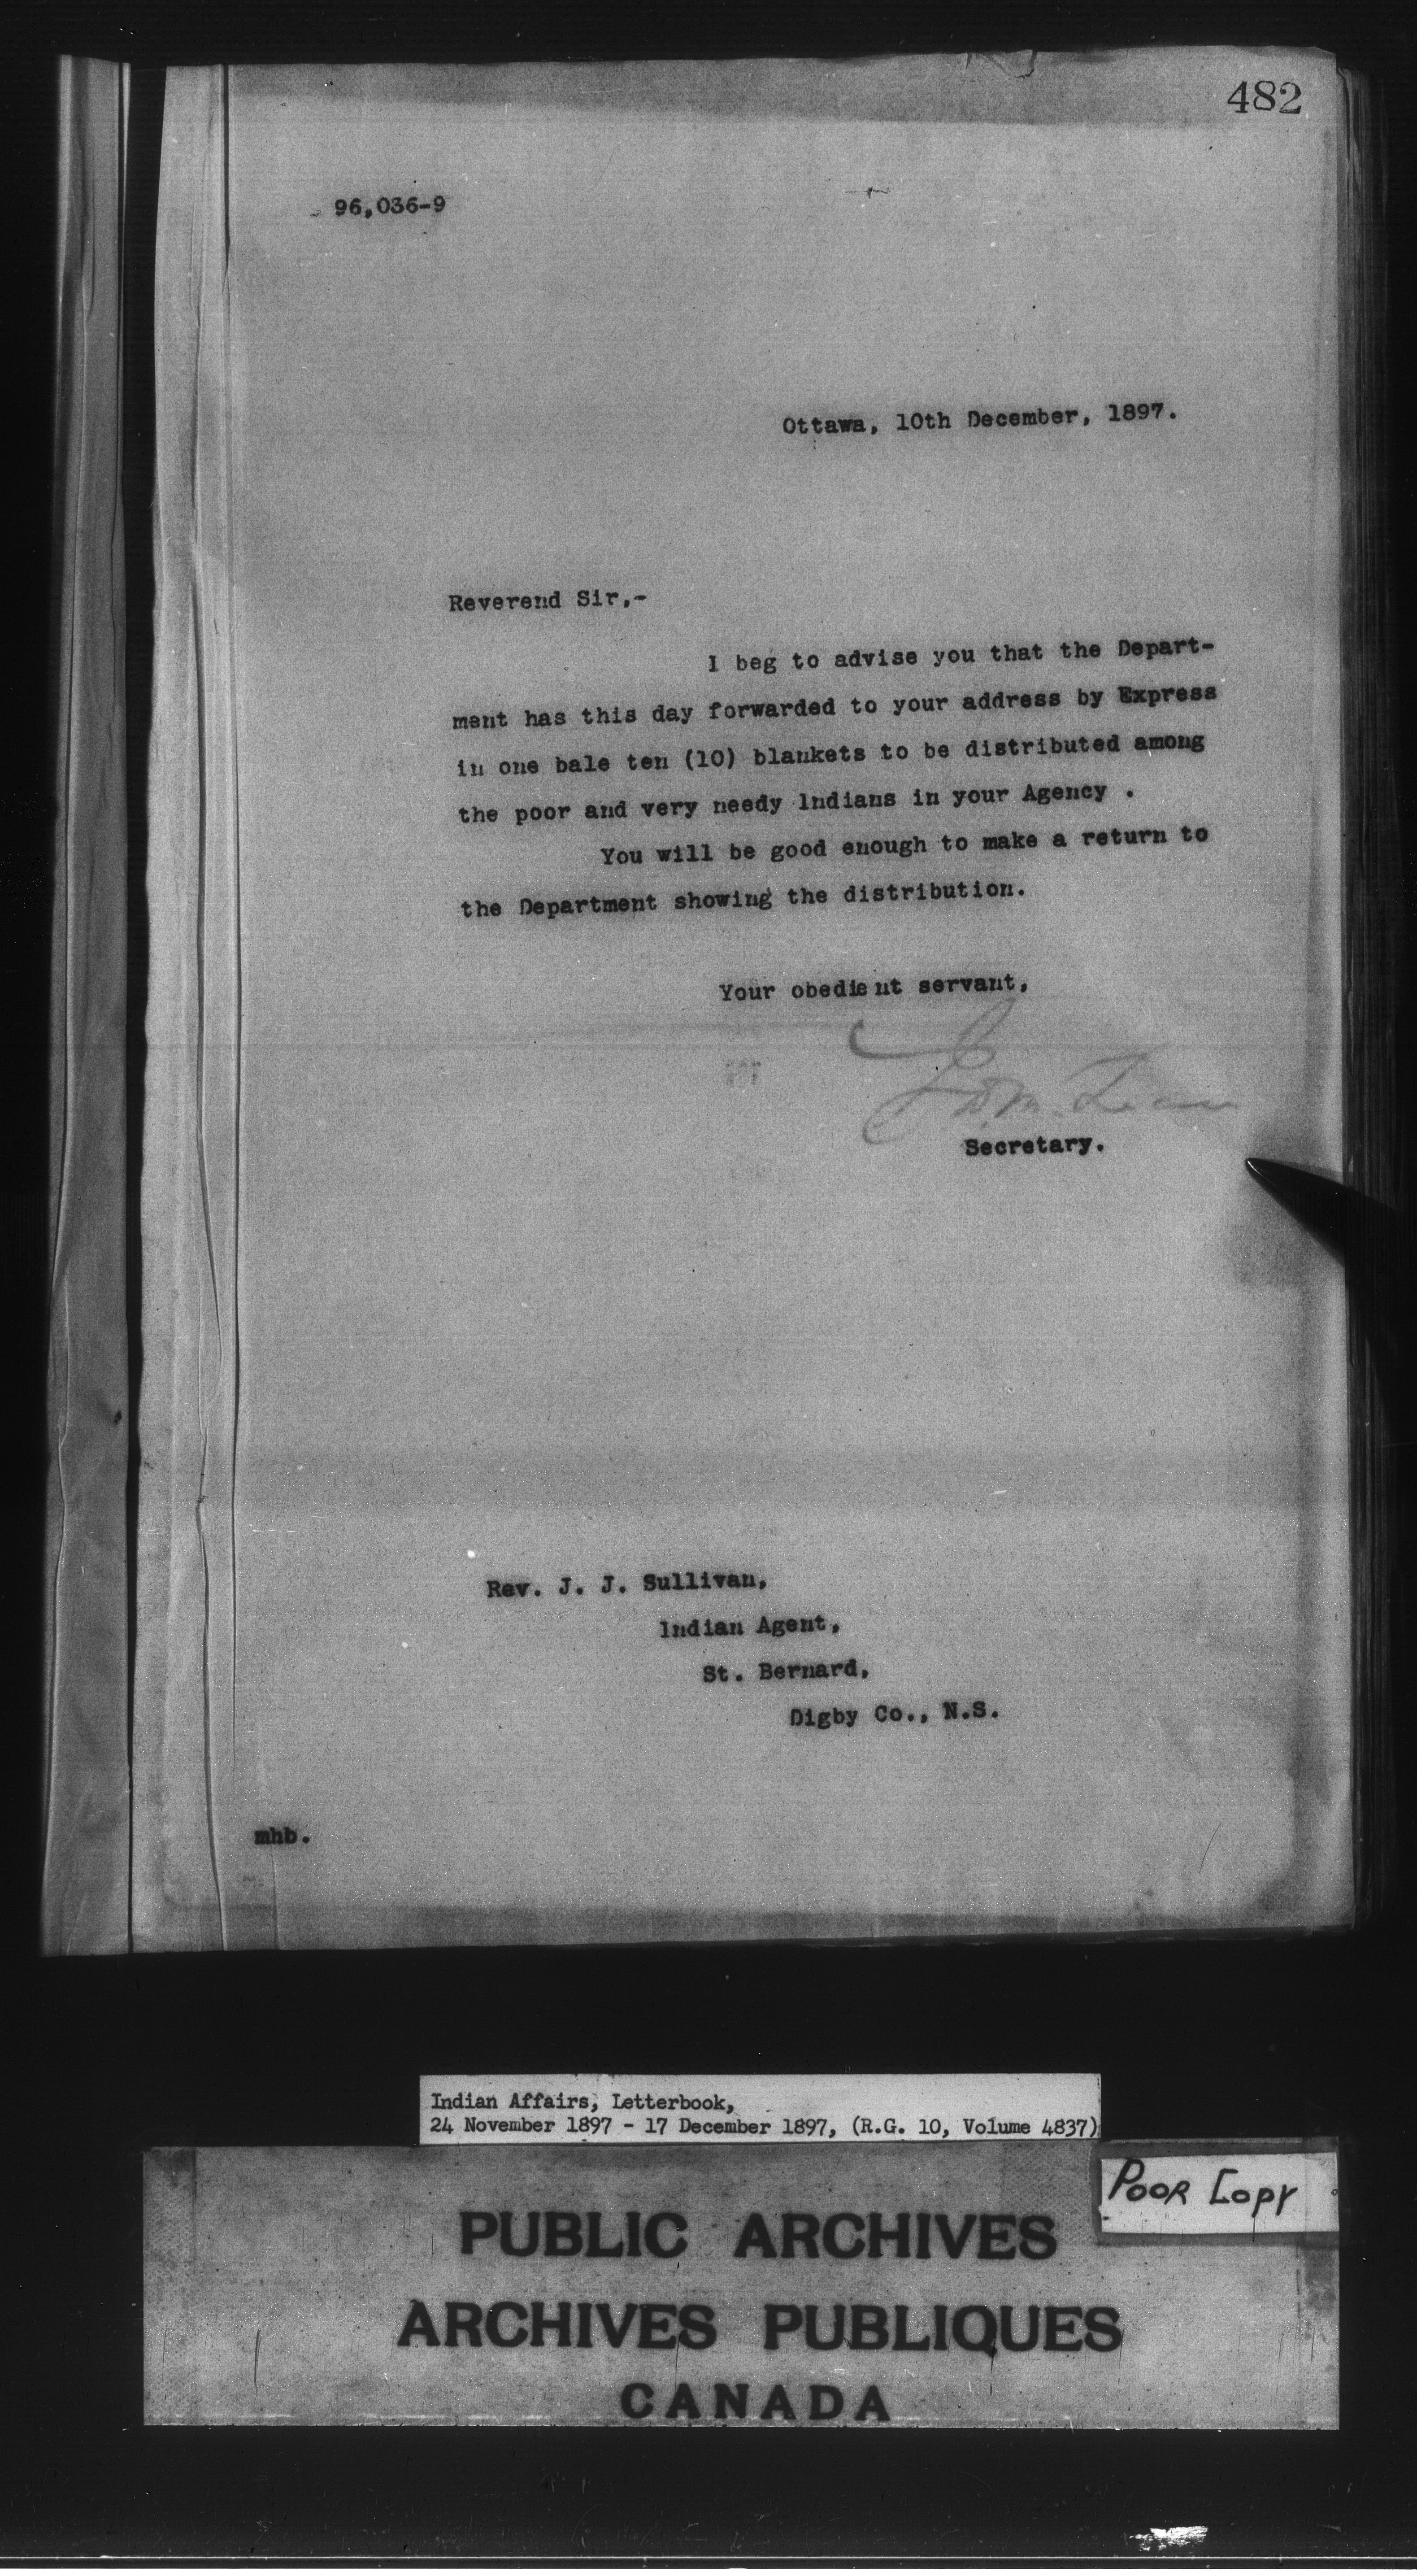 482
96,036-9
Ottawa, 10th December, 1897.
Reverend Sir,-
I beg to advise you that the Depart-
ment has this day forwarded to your address by Express
in one bale ten (10) blankets to be distributed among
the poor and very needy Indians in your Agency .
You will be good enough to make a return to
the Department showing the distribution.
Your obedient servant,
Secretary.
Rev. J. J. Sullivan,
Indian Agent,
St. Bernard,
Digby Co., N.S.
mhb.
Indian Affairs, Letterbook,
24 November 1897 - 17 December 1897, (R.G. 10, Volume 4837)
POOR COPY
PUBLIC ARCHIVES
ARCHIVES PUBLIQUES
CANADA